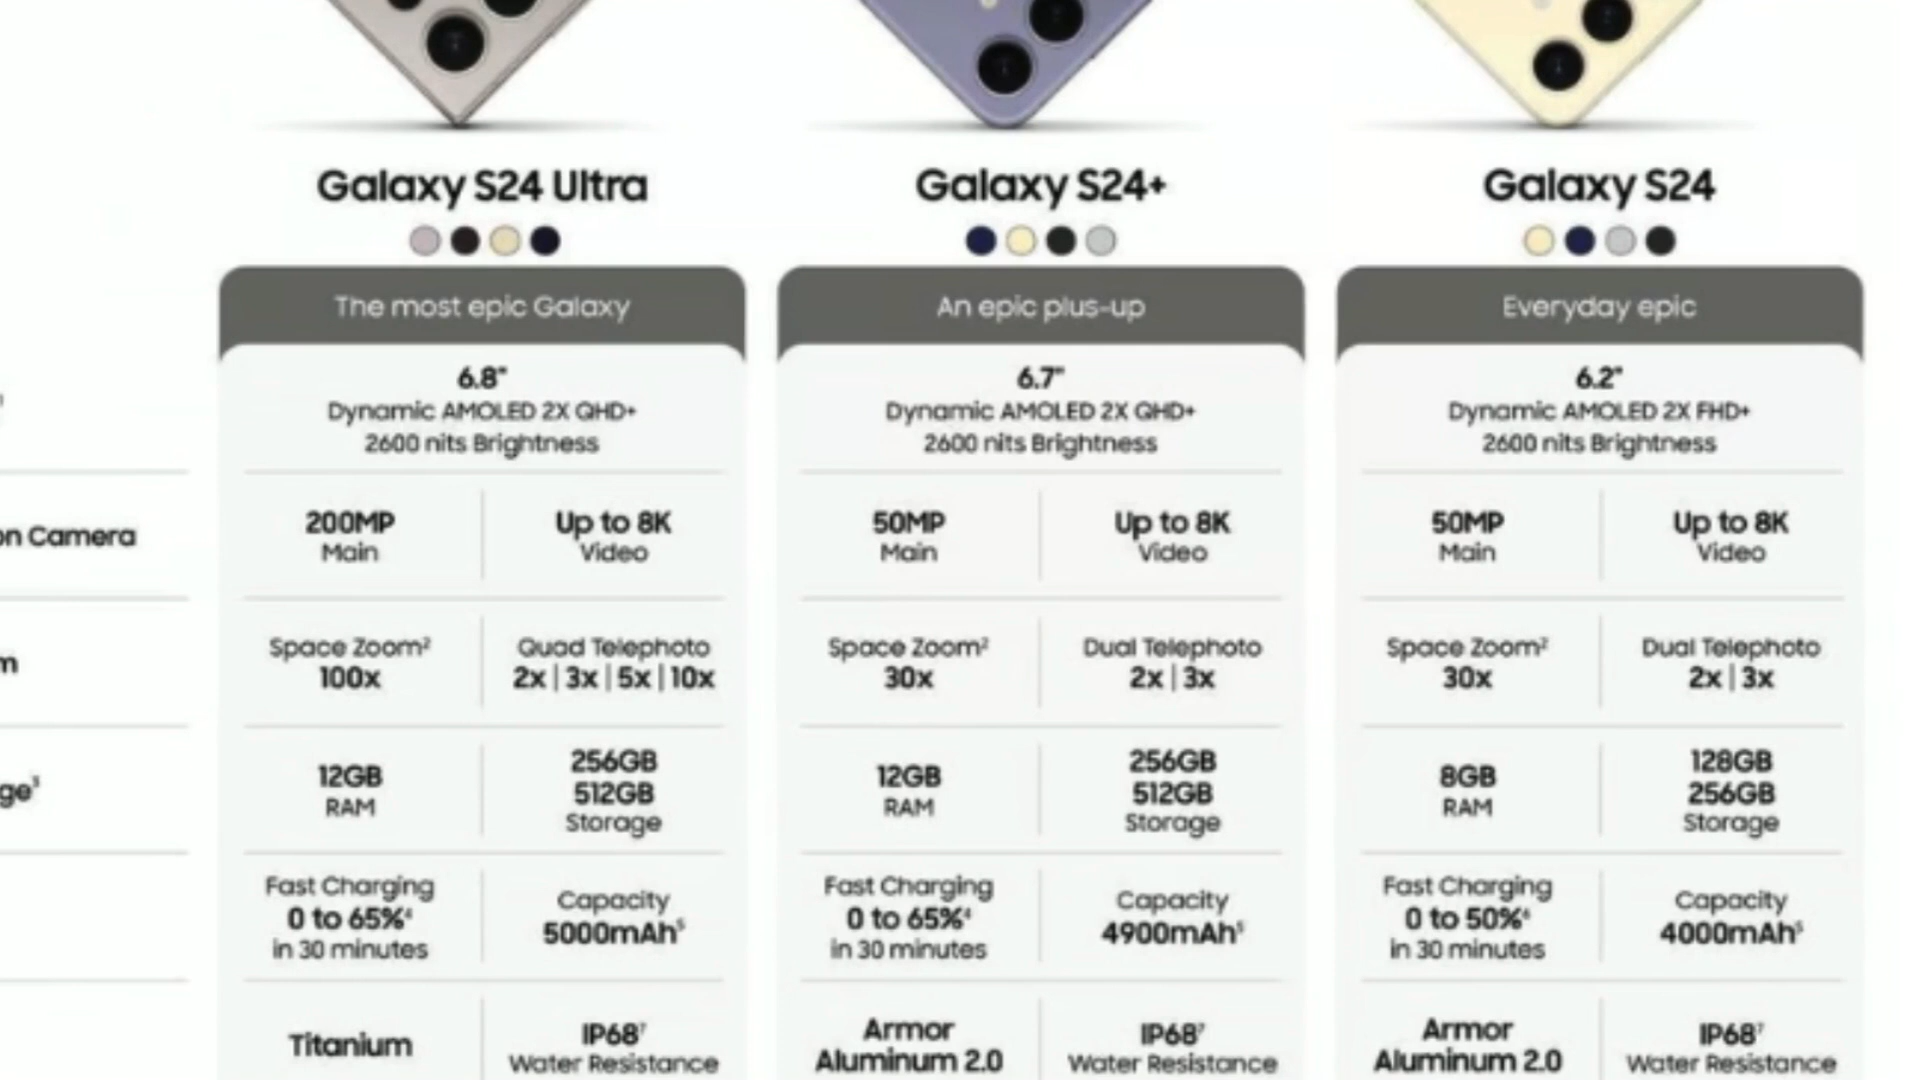 Galaxy S24 Ultra
Galaxy S24+
Galaxy S24
The most epic Galaxy
An epic plus-up
Everyday epic
6.8"
Dynamic AMOLED 2X QHD+
2600 nits Brightness
6.7"
Dynamic AMOLED 2X QHD+
2600 nits Brightness
6.2"
Dynamic AMOLED 2X FHD+
2600 nits Brightness
on Camera
200MP
Main
Up to 8K
Video
50MP
Main
Up to 8K
Video
50MP
Main
Up to 8K
Video
m
Space Zoom²
100x
Quad Telephoto
2x | 3x | 5x | 10x
Space Zoom²
30x
Dual Telephoto
2x | 3x
Space Zoom²
30x
Dual Telephoto
2x | 3x
ge³
12GB
RAM
256GB
512GB
Storage
12GB
RAM
256GB
512GB
Storage
8GB
RAM
128GB
256GB
Storage
Fast Charging
0 to 65%⁴
in 30 minutes
Capacity
5000mAh⁵
Fast Charging
0 to 65%⁴
in 30 minutes
Capacity
4900mAh⁵
Fast Charging
0 to 50%⁶
in 30 minutes
Capacity
4000mAh⁵
Titanium
IP68⁷
Water Resistance
Armor
Aluminum 2.0
IP68⁷
Water Resistance
Armor
Aluminum 2.0
IP68⁷
Water Resistance